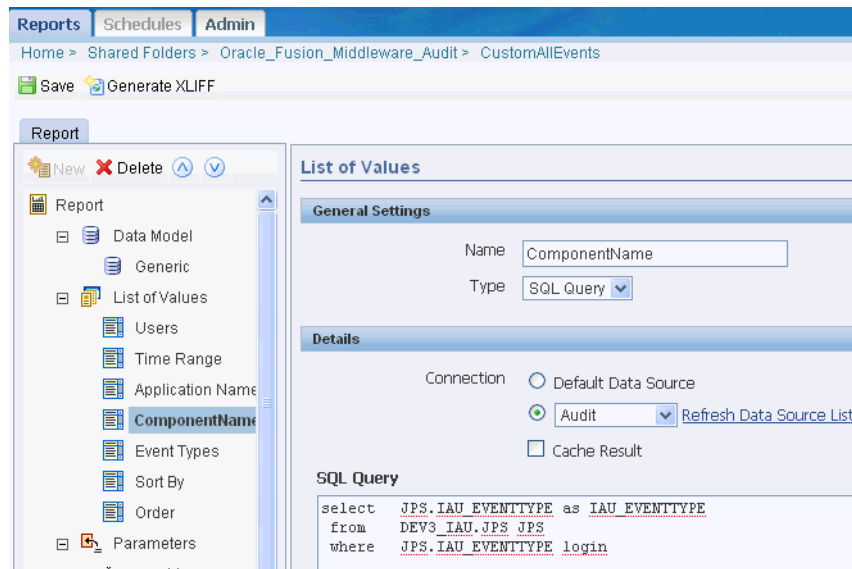 Reports Schedules Admin
Home > Shared Folders > Oracle_Fusion_Middleware_Audit > CustomAllEvents
Save Generate XLIFF
Report
New Delete
Report
Data Model
Generic
List of Values
Users
Time Range
Application Name
ComponentName
Event Types
Sort By
Order
Parameters
List of Values
General Settings
Name ComponentName
Type SQL Query
Details
Connection Default Data Source
Audit Refresh Data Source List
Cache Result
SQL Query
select JPS.IAU_EVENTTYPE as IAU_EVENTTYPE
from DEV3_IAU.JPS JPS
where JPS.IAU_EVENTTYPE login